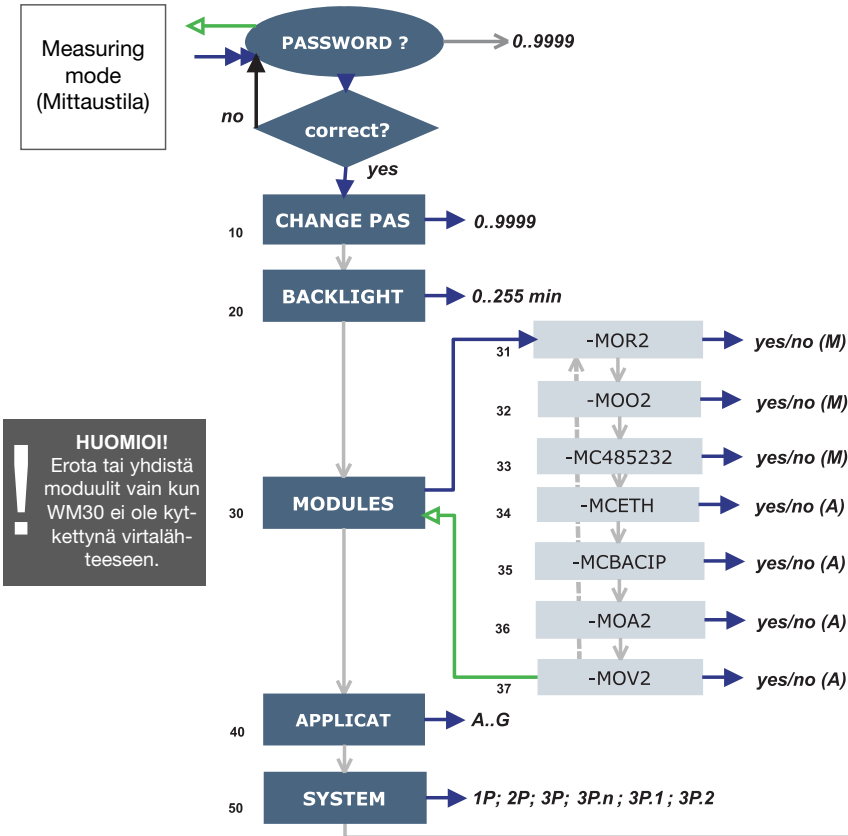 Measuring
mode
(Mittaustila)
PASSWORD ?
0..9999
no
correct?
yes
10
CHANGE PAS
0..9999
20
BACKLIGHT
0..255 min
31
-MOR2
yes/no (M)
32
-MOO2
yes/no (M)
33
-MC485232
yes/no (M)
!
HUOMIOI!
Erota tai yhdistä
moduulit vain kun
WM30 ei ole kyt-
kettynä virtaläh-
teeseen.
30
MODULES
34
-MCETH
yes/no (A)
35
-MCBACIP
yes/no (A)
36
-MOA2
yes/no (A)
37
-MOV2
yes/no (A)
40
APPLICAT
A..G
50
SYSTEM
1P; 2P; 3P; 3P.n ; 3P.1 ; 3P.2